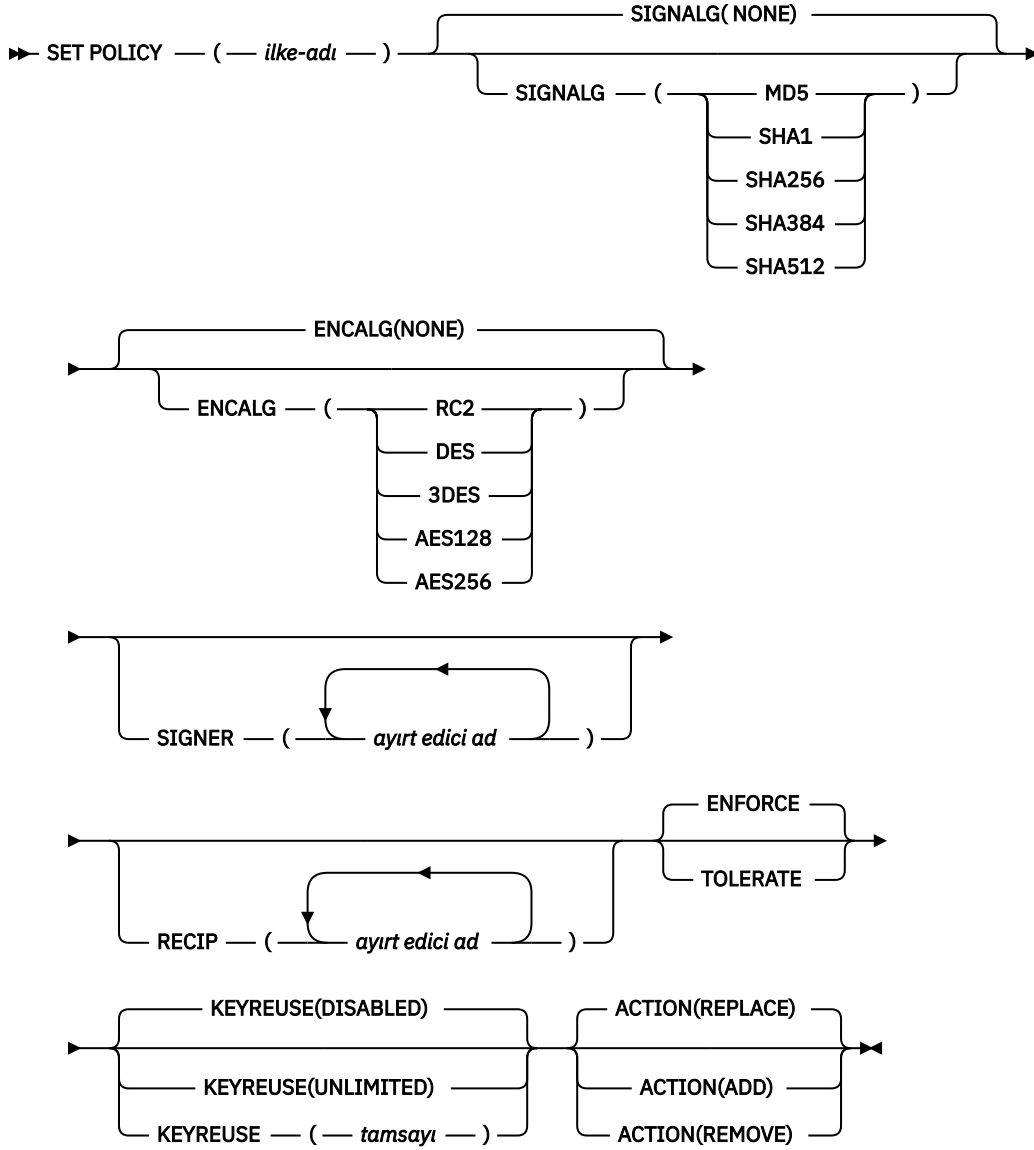 SIGNALG( NONE)
SET POLICY ( ilke-adı )
SIGNALG ( MD5 )
SHA1
SHA256
SHA384
SHA512
ENCALG(NONE)
ENCALG ( RC2 )
DES
3DES
AES128
AES256
SIGNER ( ayırt edici ad )
ENFORCE
TOLERATE
RECIP ( ayırt edici ad )
KEYREUSE(DISABLED) ACTION(REPLACE)
KEYREUSE(UNLIMITED) ACTION(ADD)
KEYREUSE ( tamsayı ) ACTION(REMOVE)